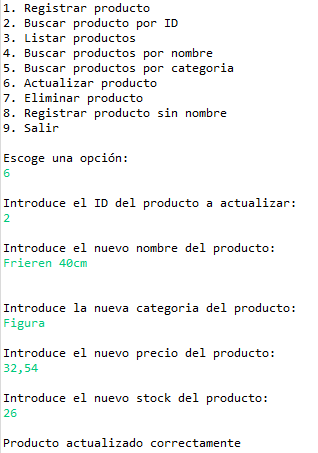 1. Registrar producto
2. Buscar producto por ID
3. Listar productos
4. Buscar productos por nombre
5. Buscar productos por categoria
6. Actualizar producto
7. Eliminar producto
8. Registrar producto sin nombre
9. Salir
Escoge una opción:
6
Introduce el ID del producto a actualizar:
2
Introduce el nuevo nombre del producto:
Frieren 40cm
Introduce la nueva categoria del producto:
Figura
Introduce el nuevo precio del producto:
32,54
Introduce el nuevo stock del producto:
26
Producto actualizado correctamente